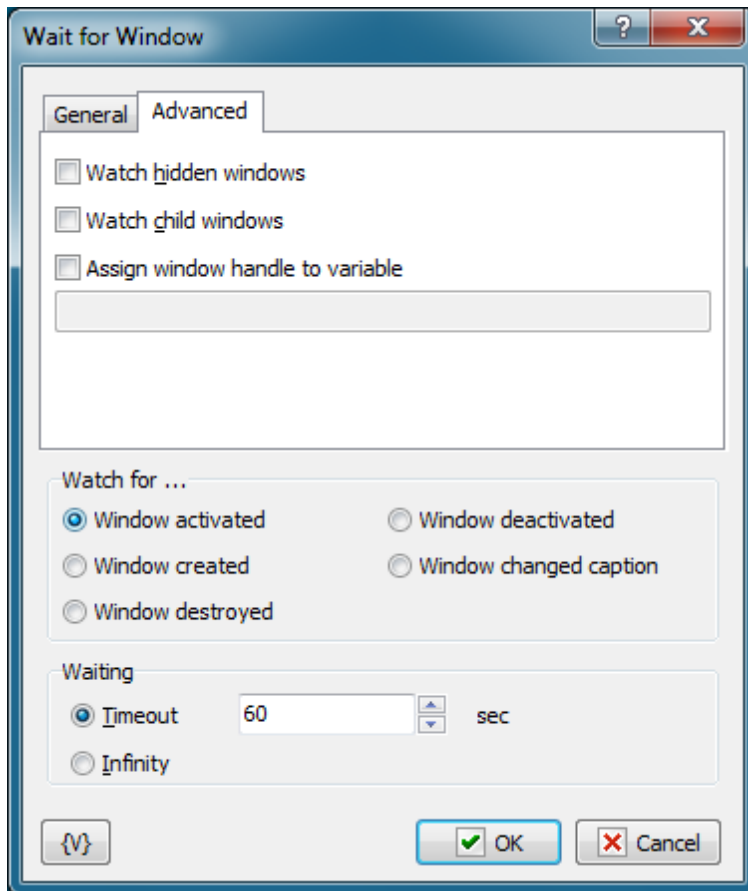 Wait for Window
?
General Advanced
Watch hidden windows
Watch child windows
Assign window handle to variable
Watch for ...
Window activated Window deactivated
Window created Window changed caption
Window destroyed
Waiting
Timeout 60 sec
Infinity
{V} OK Cancel